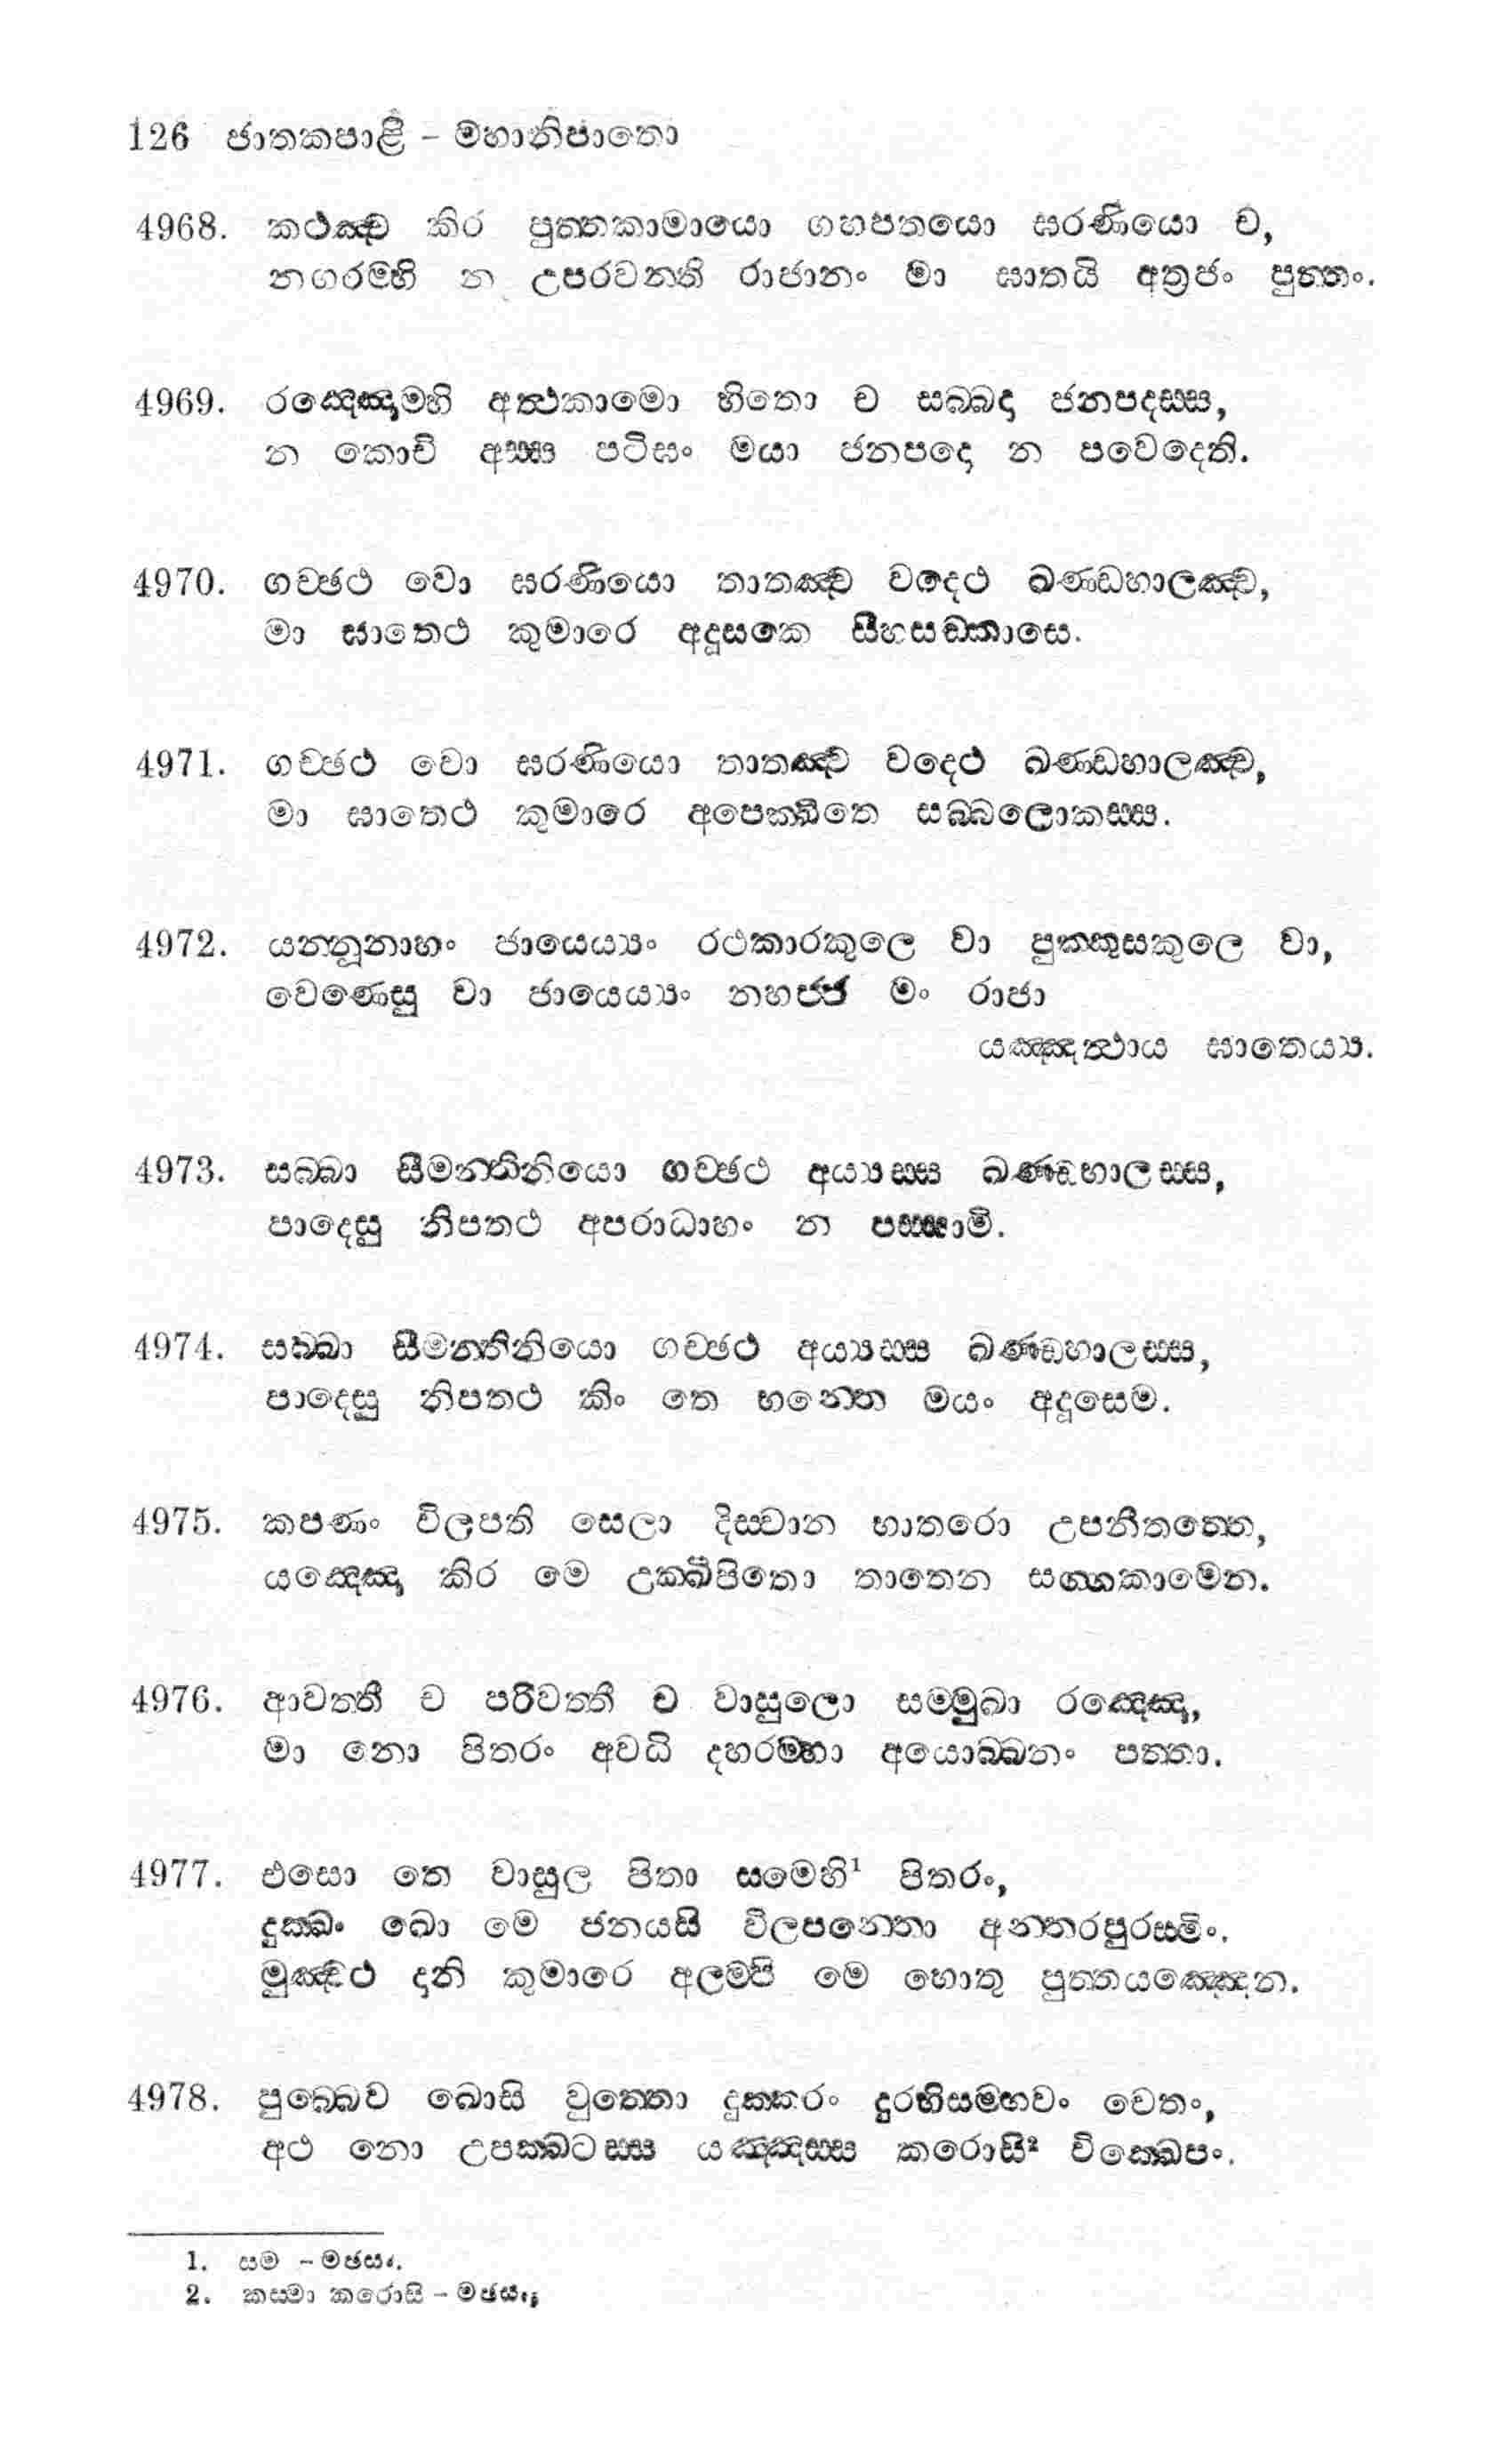 126 ජාතකපාළි – මහානිපාතො
4968. කථඤ්ච කිර පුත්තකාමායො ගහපතයො ඝරණියො ච,
නගරම්හි න උපරවන්ති රාජානං මා ඝාතයි අත්‍රජං පුත්තං.
4969. රඤ්ඤොම්හි අත්ථකාමො හිතො ච සබ්බදා ජනපදස්ස,
න කොචි අස්ස පටිඝං මයා ජනපදො න පවෙදෙති.
4970. ගච්ඡථ වො ඝරණියො තාතඤ්ච වදෙථ ඛණ්ඩහාලඤ්ච,
මා ඝාතෙථ කුමාරෙ අදූසකෙ සීහසඞ්කාසෙ.
4971. ගච්ඡථ වො ඝරණියො තාතඤ්ච වදෙථ ඛණ්ඩහාලඤ්ච,
මා ඝාතෙථ කුමාරෙ අපෙක්ඛිතෙ සබ්බලොකස්ස.
4972. යන්නූනාහං ජායෙය්‍යං රථකාරකුලෙ වා පුක්කුසකුලෙ වා,
වෙණෙසු වා ජායෙය්‍යං නහජ්ජ මං රාජා
යඤ්ඤත්ථාය ඝාතෙය්‍ය.
4973. සබ්බා සීමන්තිනියො ගච්ඡථ අය්‍යස්ස ඛණ්ඩහාලස්ස,
පාදෙසු නිපතථ අපරාධාහං න පස්සාමි.
4974. සබ්බා සීමන්තිනියො ගච්ඡථ අය්‍යස්ස ඛණ්ඩහාලස්ස,
පාදෙසු නිපතථ කිං තෙ භන්තෙ මයං අදූසෙම.
4975. කපණං විලපති සෙලා දිස්වාන භාතරො උපනීතත්තෙ,
යඤ්ඤො කිර මෙ උක්ඛිපිතො තාතෙන සග්ගකාමෙන.
4976. ආවත්තී ච පරිවත්තී ච වාසුලො සම්මුඛා රඤ්ඤො,
මා නො පිතරං අවධි දහරම්හා අයොබ්බනං පත්තා.
4977. එසො තෙ වාසුල පිතා සමෙහි¹ පිතරං,
දුක්ඛං ඛො මෙ ජනයසි විලපන්තො අන්තරපුරස්මිං.
මුඤ්චථ දානි කුමාරෙ අලම්පි මෙ හොතු පුත්තයඤ්ඤෙන.
4978. පුබ්බෙව ඛොසි වුත්තො දුක්කරං දුරභිසම්භවං චෙතං,
අථ නො උපක්ඛටස්ස යඤ්ඤස්ස කරොසි² වික්ඛෙපං.
1. සම – මඡසං.
2. කස්මා කරොසි – මඡසං;